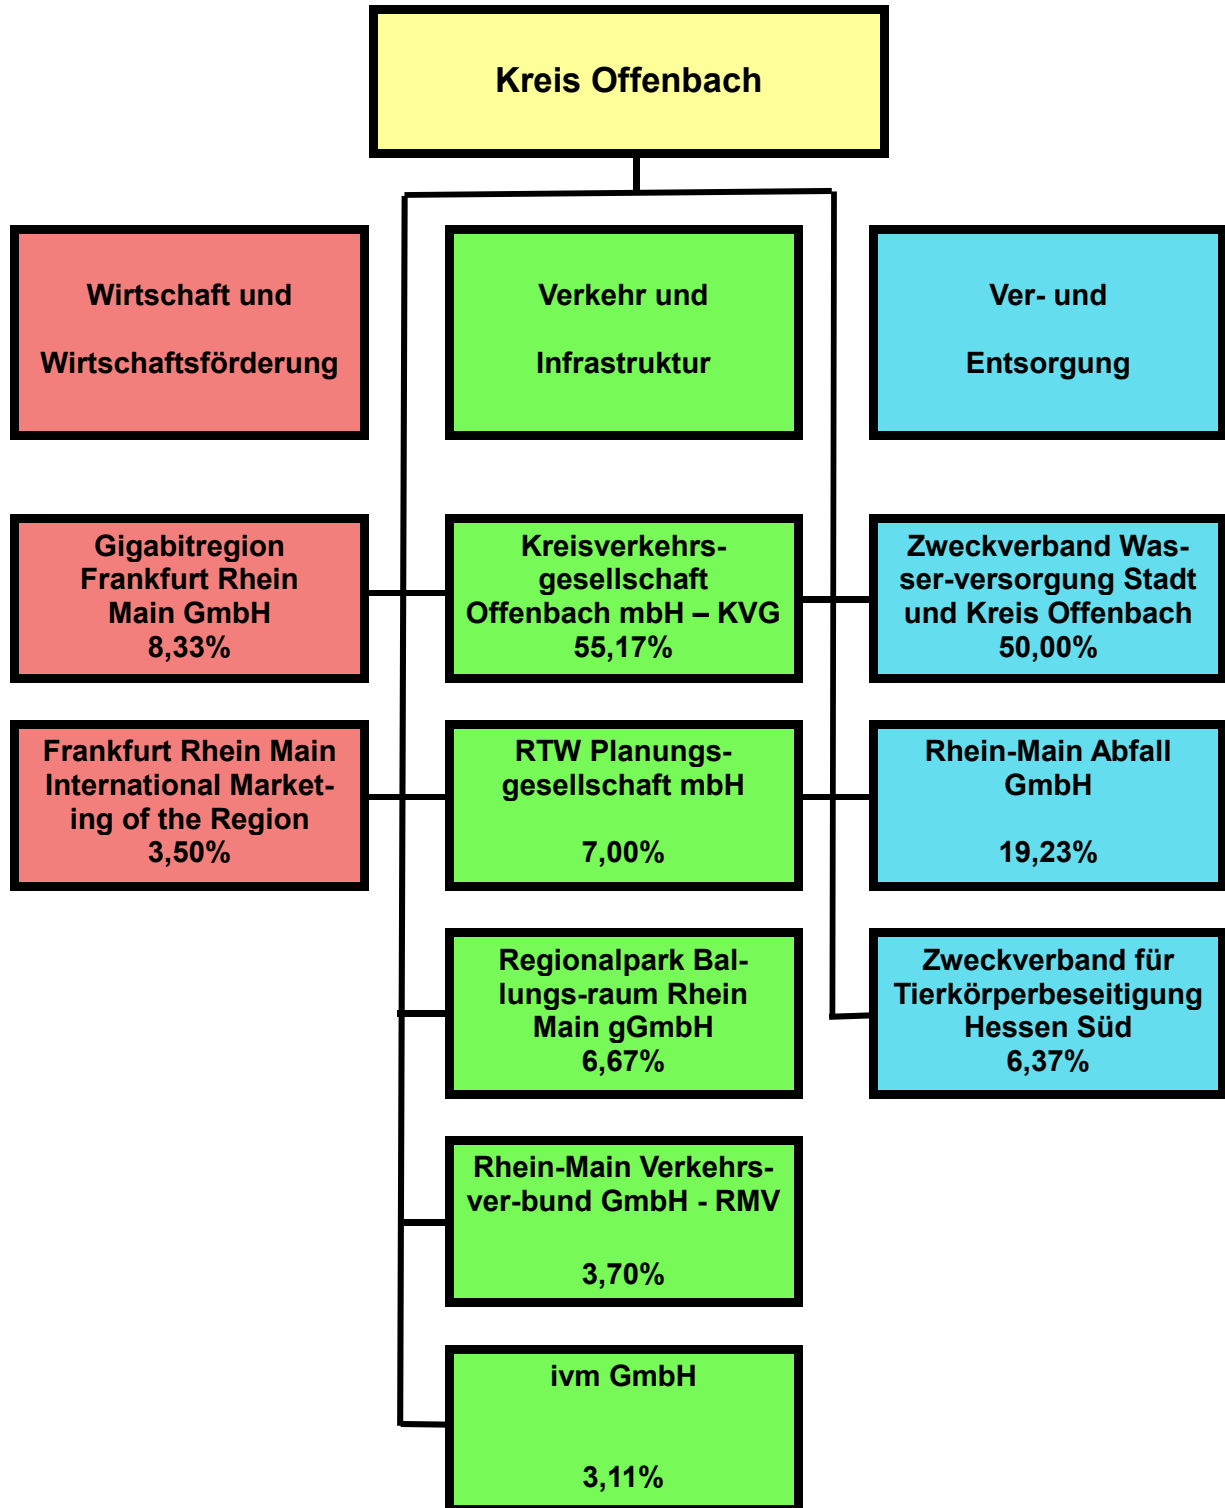 Kreis Offenbach
Wirtschaft und
Wirtschaftsförderung
Verkehr und
Infrastruktur
Ver- und
Entsorgung
Gigabitregion
Frankfurt Rhein
Main GmbH
8,33%
Kreisverkehrs-
gesellschaft
Offenbach mbH – KVG
55,17%
Zweckverband Was-
ser-versorgung Stadt
und Kreis Offenbach
50,00%
Frankfurt Rhein Main
International Market-
ing of the Region
3,50%
RTW Planungs-
gesellschaft mbH
7,00%
Rhein-Main Abfall
GmbH
19,23%
Regionalpark Bal-
lungs-raum Rhein
Main gGmbH
6,67%
Zweckverband für
Tierkörperbeseitigung
Hessen Süd
6,37%
Rhein-Main Verkehrs-
ver-bund GmbH - RMV
3,70%
ivm GmbH
3,11%